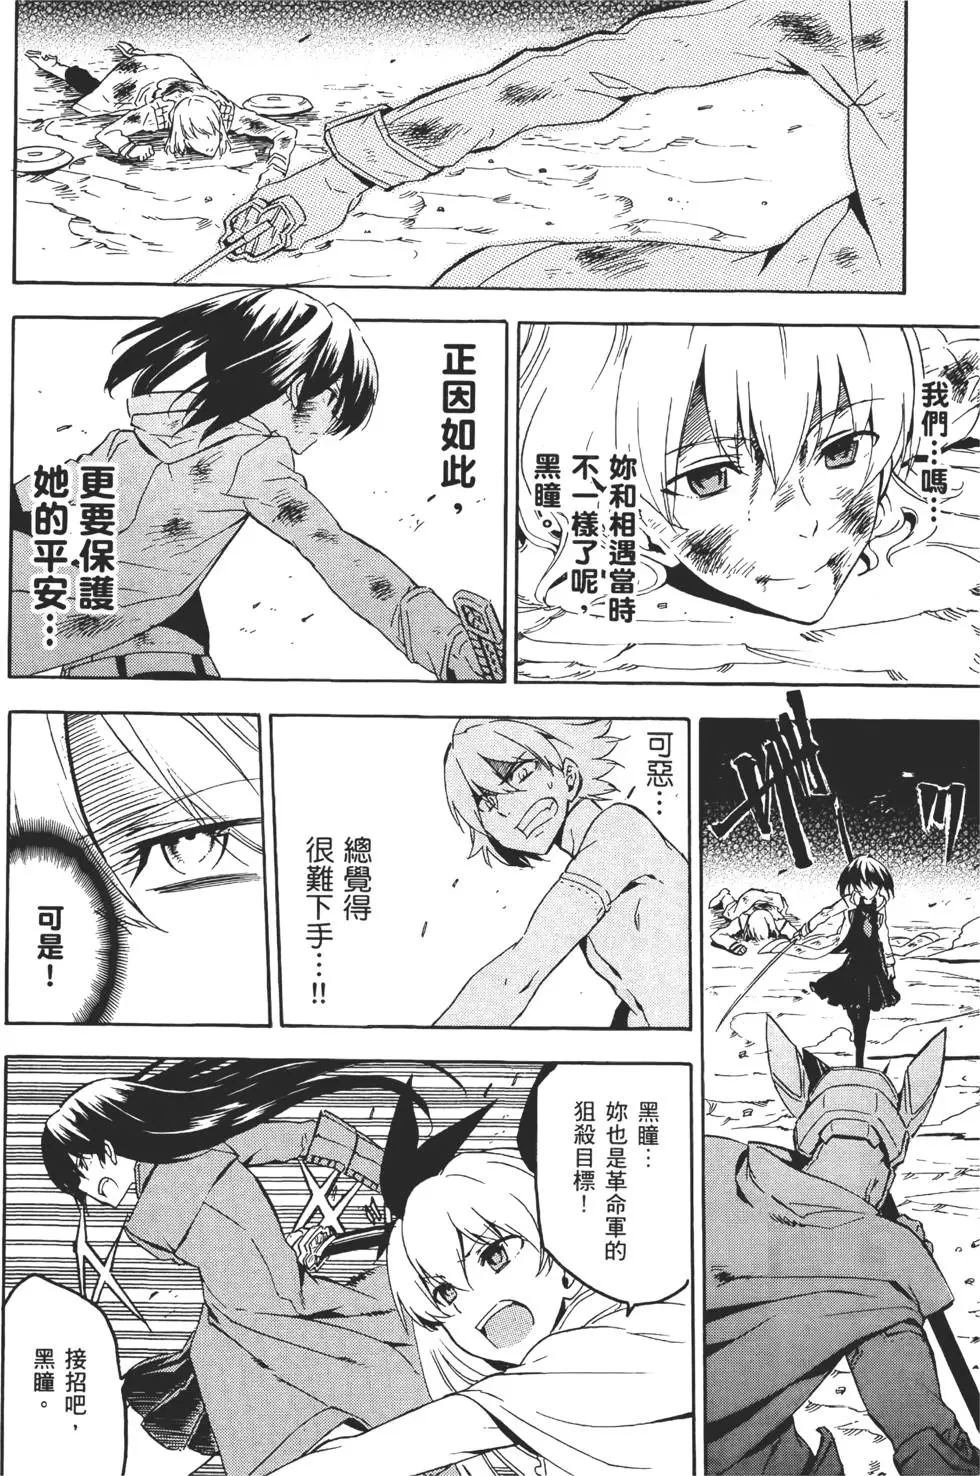 我們…嗎…
妳和相遇當時
不一樣了呢，
黑瞳。
正因如此，
更要保護
她的平安…
可惡…
總覺得
很難下手…!!
可是！
黑瞳…
妳也是革命軍的
狙殺目標！
接招吧，
黑瞳。